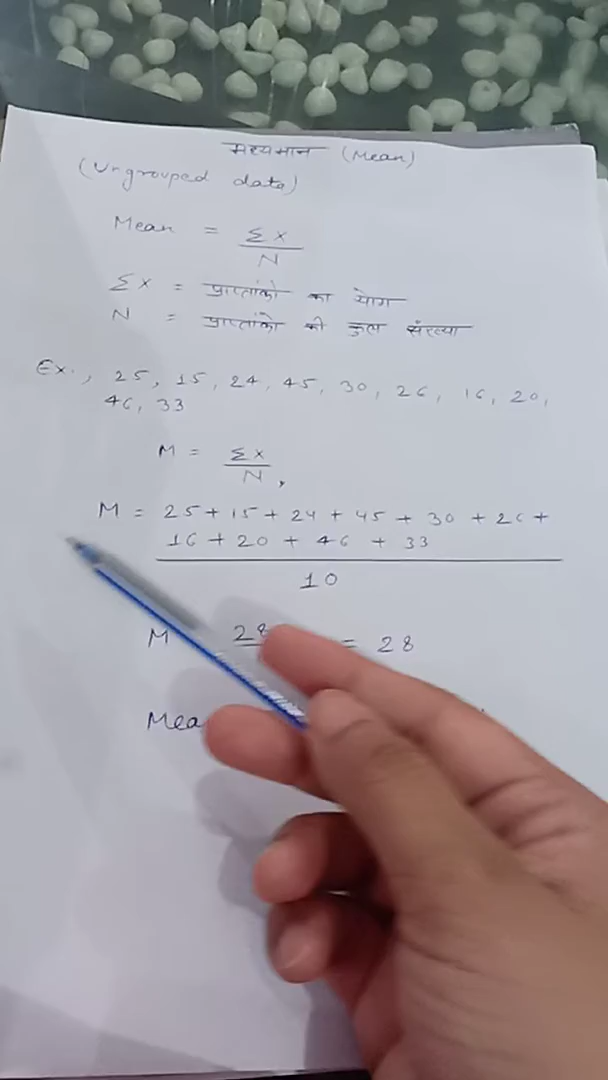 मध्यमान (Mean)
(Ungrouped data)
Mean = Σx
N
Σx = प्राप्तांको का योग
N = प्राप्तांको की कुल संख्या
Ex., 25, 15, 24, 45, 30, 26, 16, 20,
46, 33
M = Σx
N,
M = 25 + 15 + 24 + 45 + 30 + 26 +
16 + 20 + 46 + 33
10
M = 28